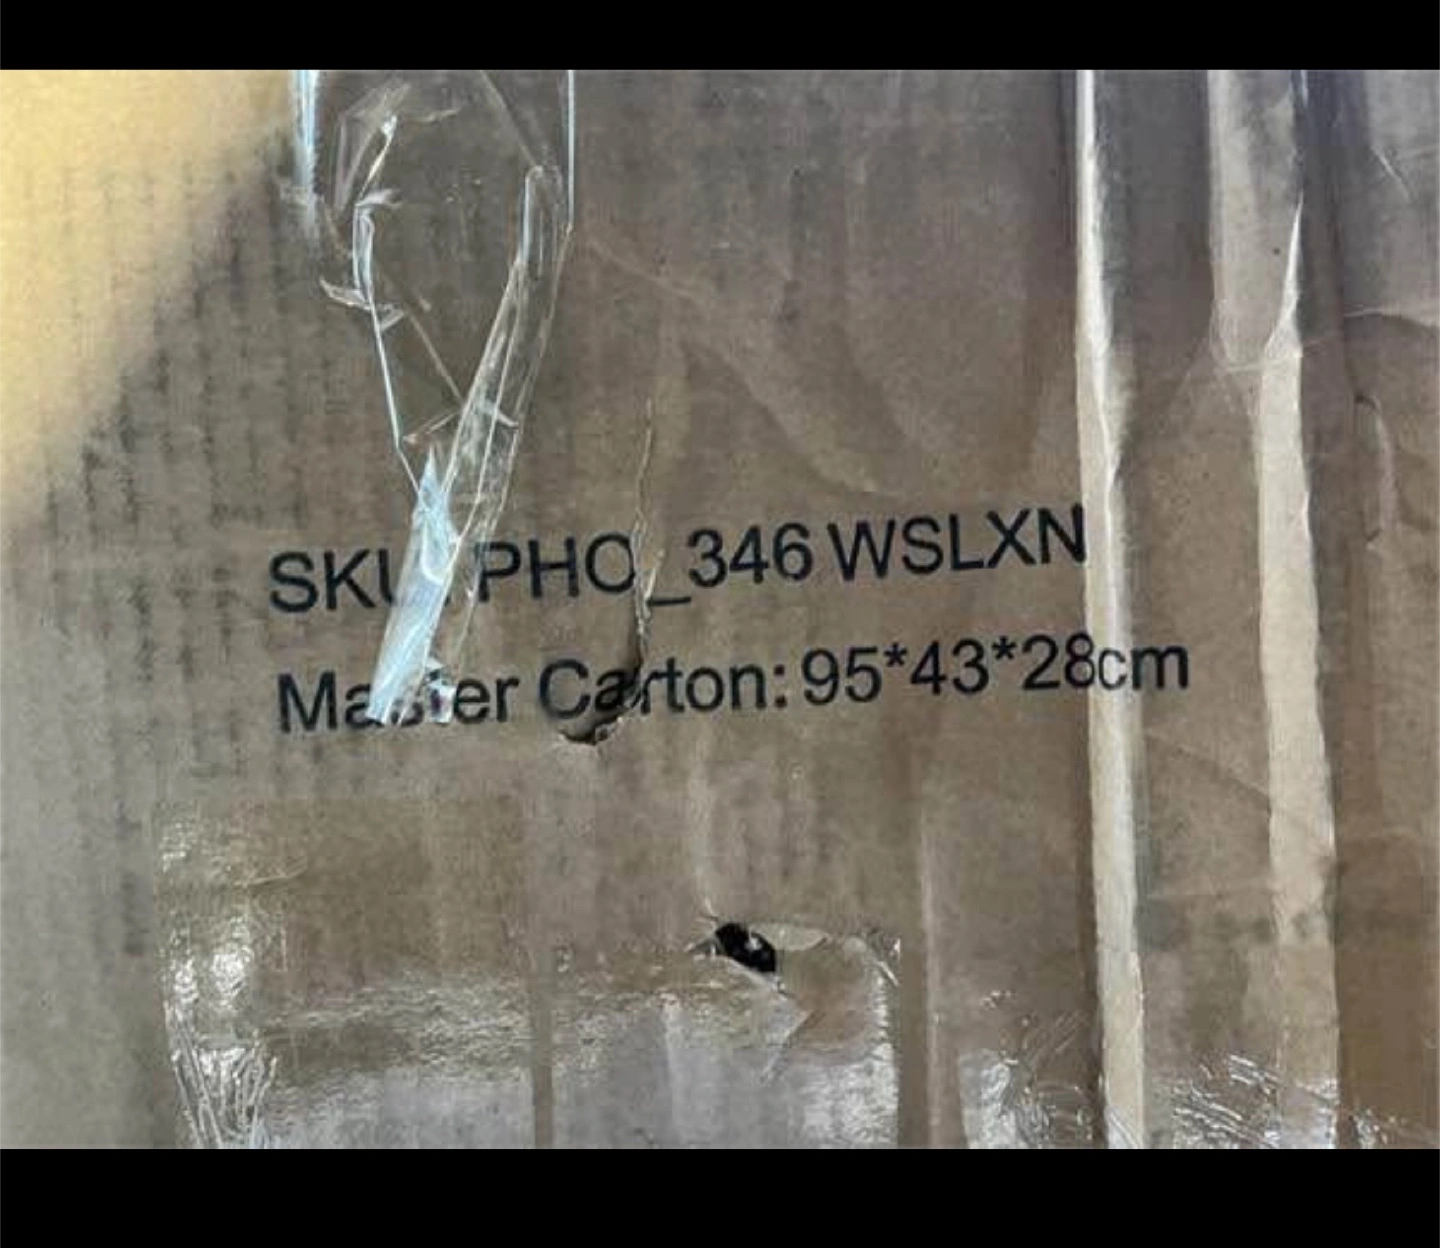 SKU: PHO_346 WSLXN
Master Carton: 95*43*28cm